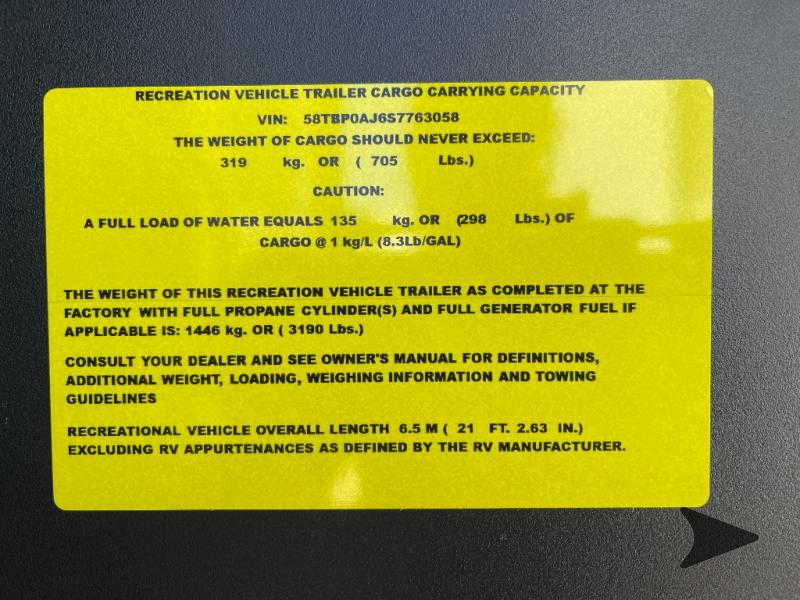 RECREATION VEHICLE TRAILER CARGO CARRYING CAPACITY
VIN: 58TBP0AJ6S7763058
THE WEIGHT OF CARGO SHOULD NEVER EXCEED:
319 kg. OR ( 705 Lbs.)
CAUTION:
A FULL LOAD OF WATER EQUALS 135 kg. OR (298 Lbs.) OF
CARGO @ 1 kg/L (8.3Lb/GAL)
THE WEIGHT OF THIS RECREATION VEHICLE TRAILER AS COMPLETED AT THE
FACTORY WITH FULL PROPANE CYLINDER(S) AND FULL GENERATOR FUEL IF
APPLICABLE IS: 1446 kg. OR ( 3190 Lbs.)
CONSULT YOUR DEALER AND SEE OWNER'S MANUAL FOR DEFINITIONS,
ADDITIONAL WEIGHT, LOADING, WEIGHING INFORMATION AND TOWING
GUIDELINES
RECREATIONAL VEHICLE OVERALL LENGTH 6.5 M ( 21 FT. 2.63 IN.)
EXCLUDING RV APPURTENANCES AS DEFINED BY THE RV MANUFACTURER.